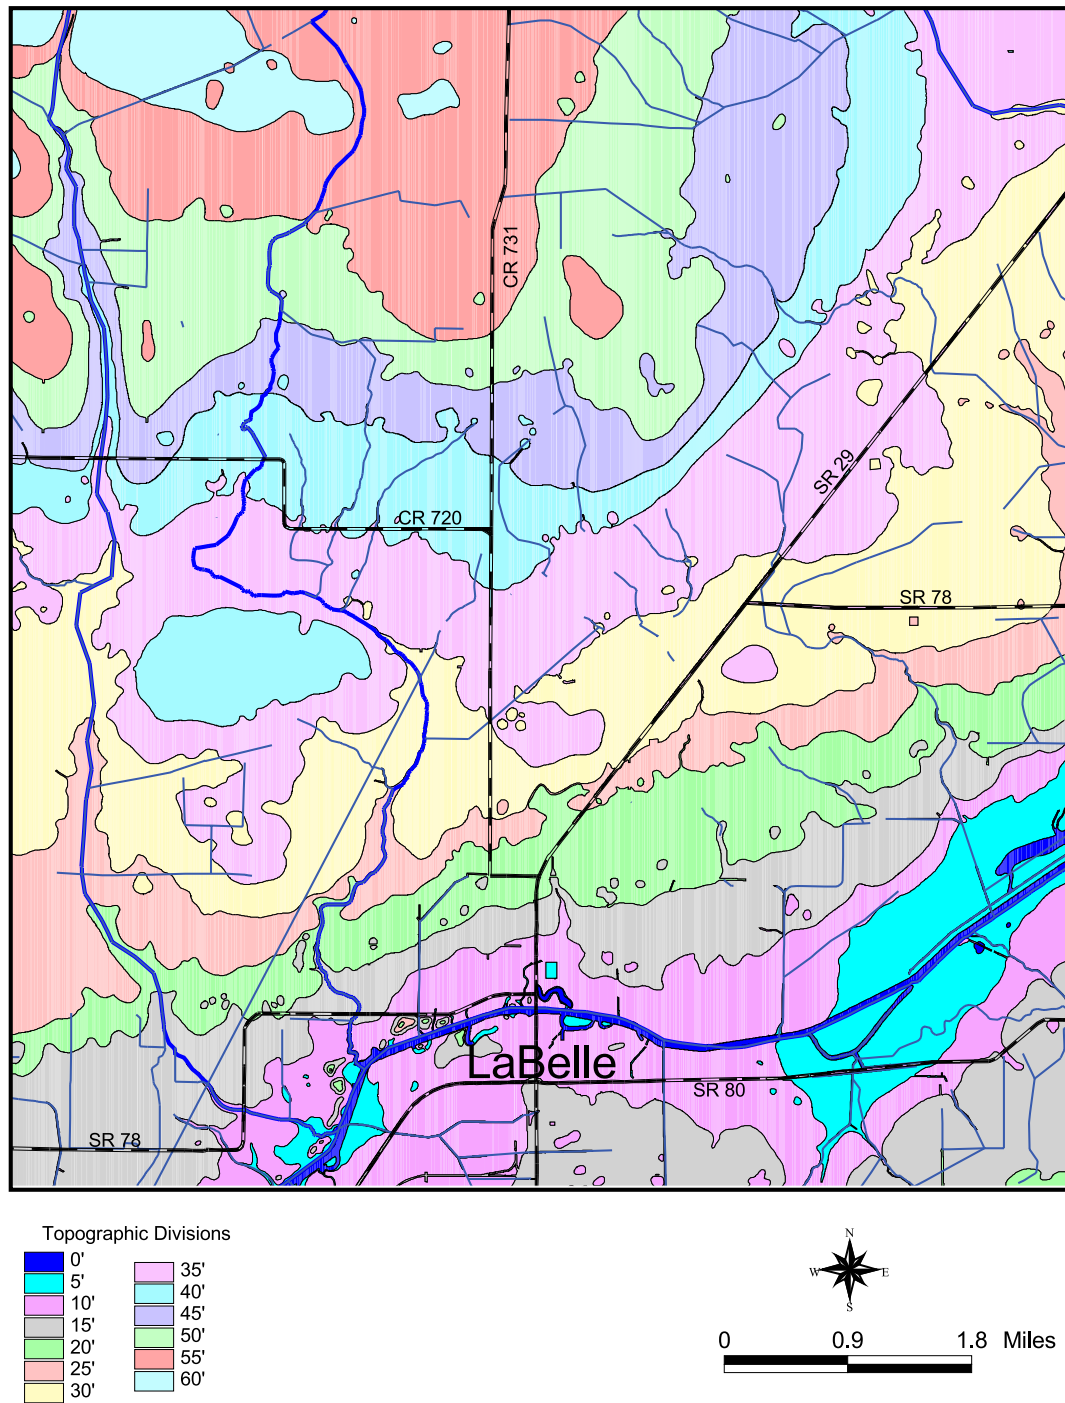 CR 731
SR 29
CR 720
SR 78
LaBelle
SR 80
SR 78
Topographic Divisions
0'
5'
10'
15'
20'
25'
30'
35'
40'
45'
50'
55'
60'
N
W
E
S
0 0.9 1.8 Miles